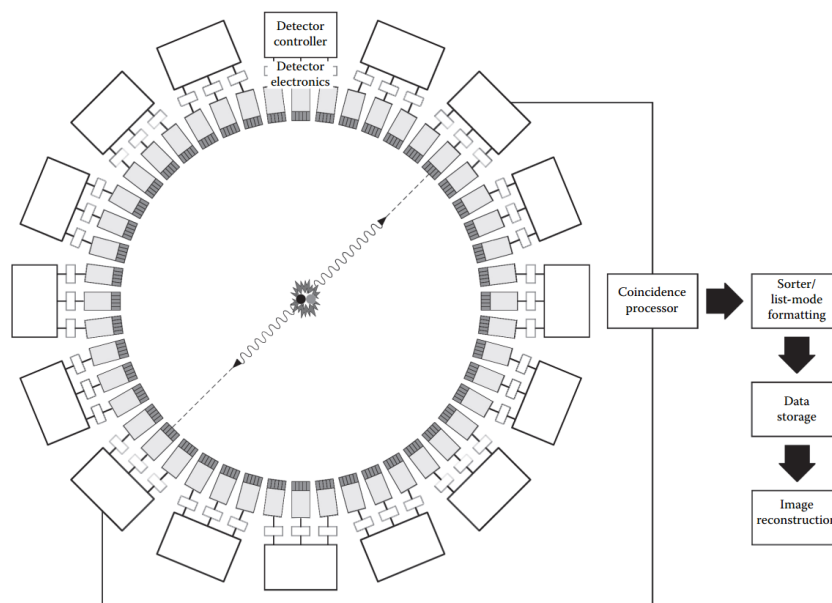 Detector
controller
Detector
electronics
Coincidence
processor
Sorter/
list-mode
formatting
Data
storage
Image
reconstruction